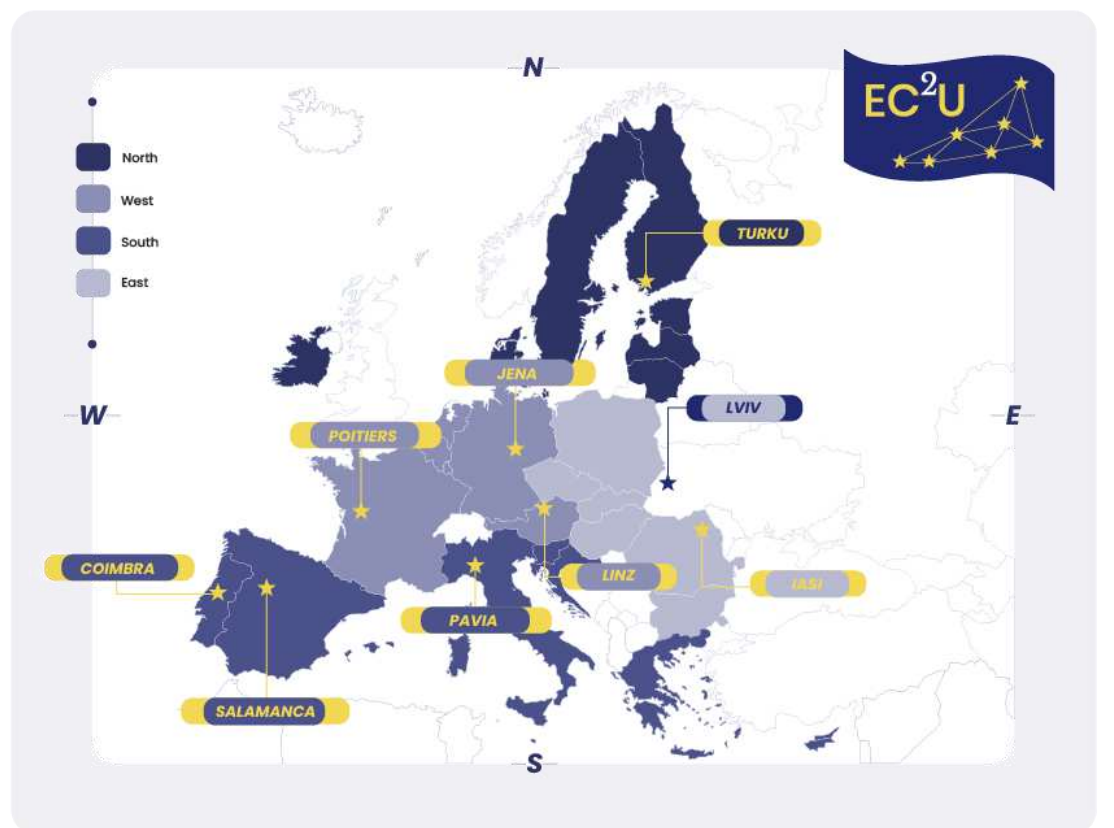 N
EC²U
North
West
South
East
TURKU
JENA
LVIV
W
E
POITIERS
COIMBRA
LINZ
IASI
PAVIA
SALAMANCA
S